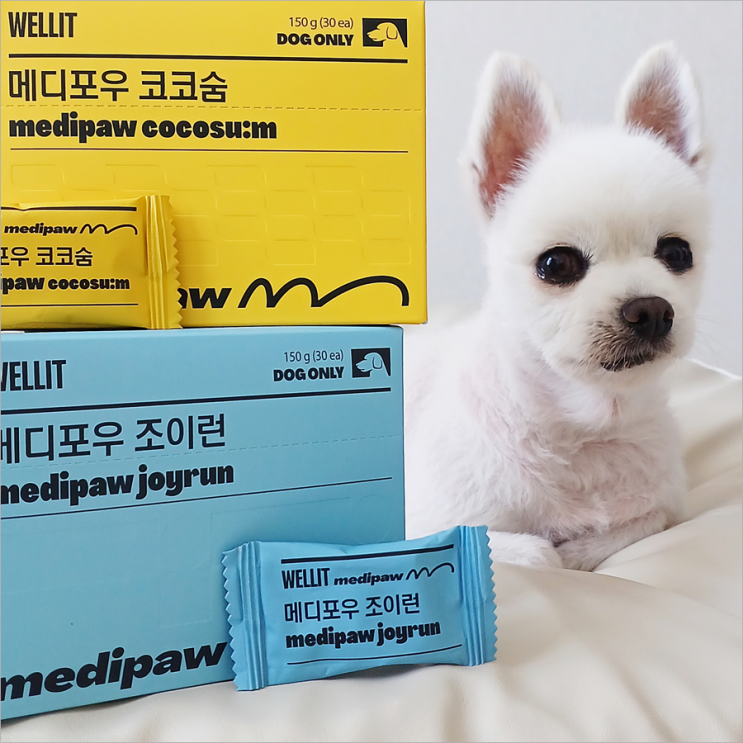 WELLIT
150 g (30 ea)
DOG ONLY
메디포우 코코숨
medipaw cocosu:m
medipaw
포우 코코숨
paw cocosu:m
aw
WELLIT
150 g (30 ea)
DOG ONLY
메디포우 조이런
medipaw joyrun
WELLIT medipaw
메디포우 조이런
medipaw joyrun
medipaw